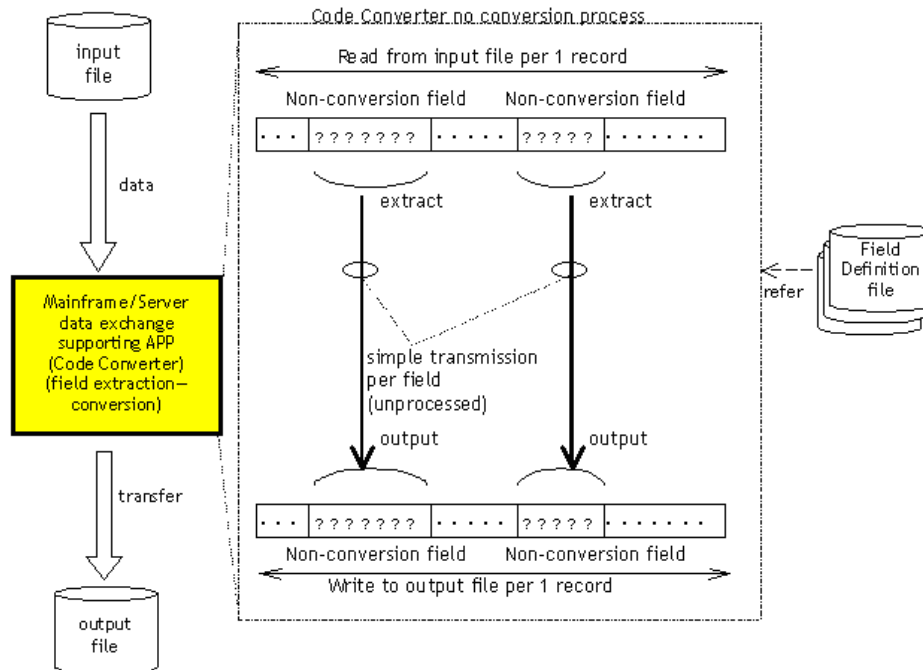 Code Converter no conversion process
input
file
Read from input file per 1 record
Non-conversion field
Non-conversion field
. . . ? ? ? ? ? ? ? . . . . . ? ? ? ? ? . . . . . . .
data
extract
extract
Field
Definition
file
refer
Mainframe/Server
data exchange
supporting APP
(Code Converter)
(field extraction—
conversion)
simple transmission
per field
(unprocessed)
output
output
transfer
. . . ? ? ? ? ? ? ? . . . . . ? ? ? ? ? . . . . . . .
Non-conversion field
Non-conversion field
Write to output file per 1 record
output
file